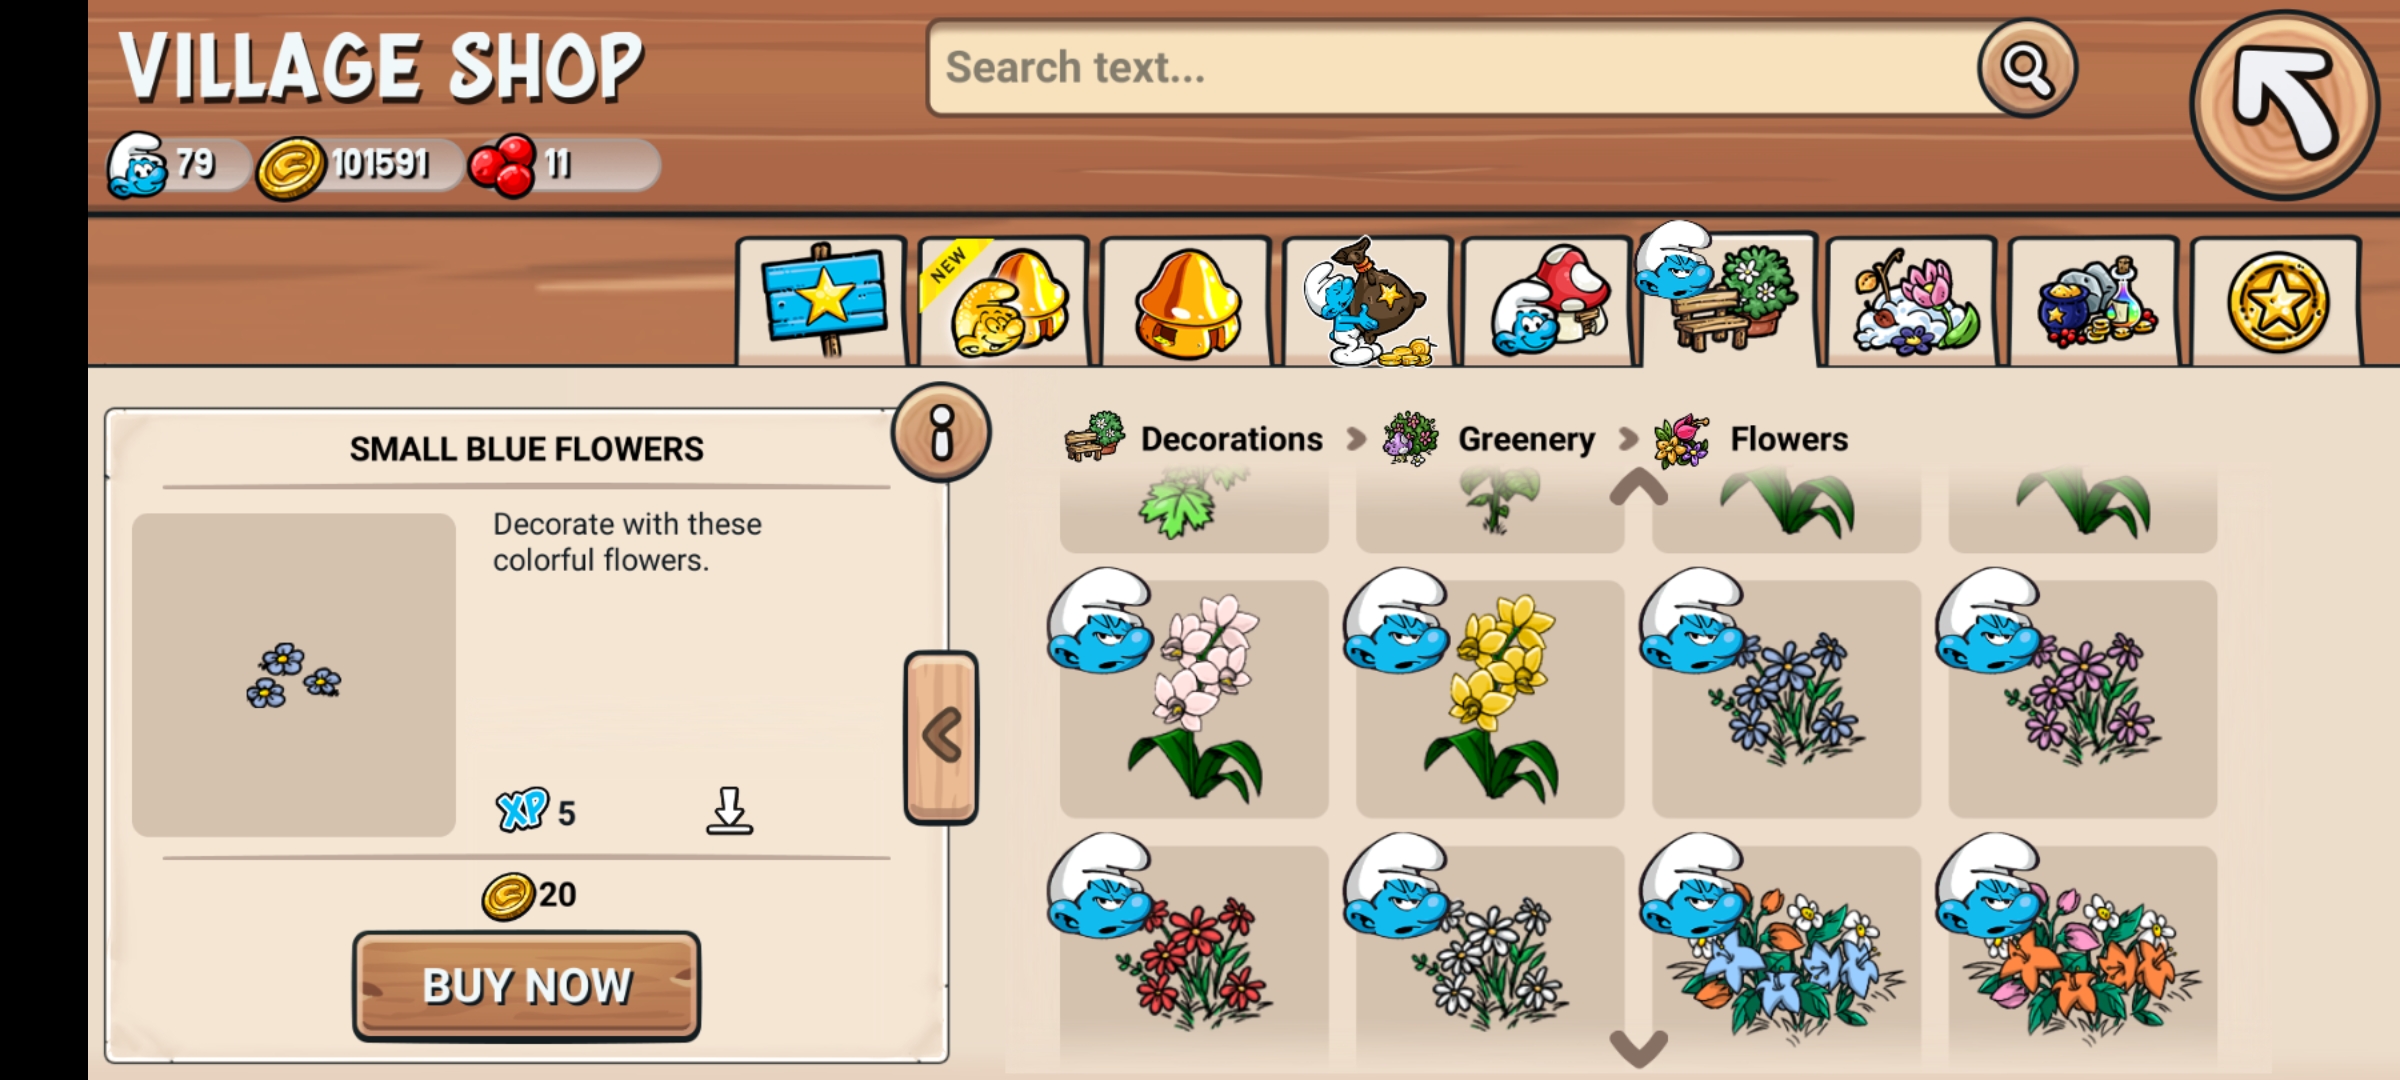 VILLAGE SHOP
Search text...
79
101591
11
NEW
SMALL BLUE FLOWERS
Decorate with these
colorful flowers.
XP 5
20
BUY NOW
Decorations > Greenery > Flowers